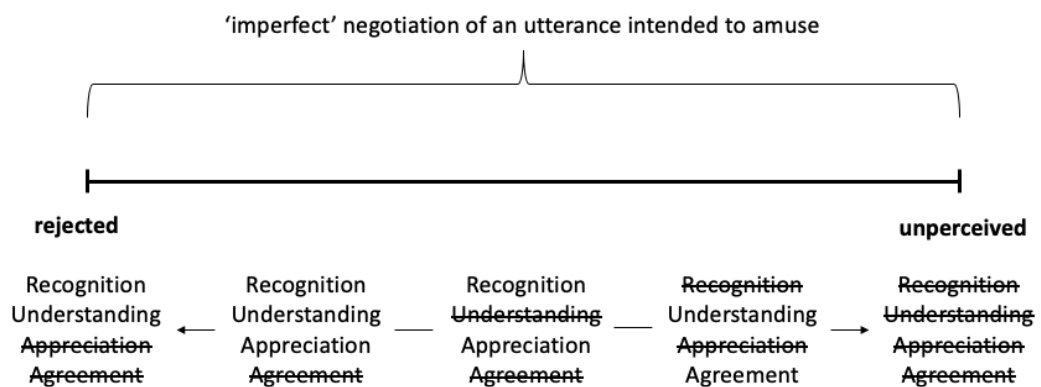 ‘imperfect’ negotiation of an utterance intended to amuse
rejected unperceived
Recognition Recognition Recognition Recognition Recognition
Understanding Understanding Understanding Understanding Understanding
Appreciation Appreciation Appreciation Appreciation Appreciation
Agreement Agreement Agreement Agreement Agreement